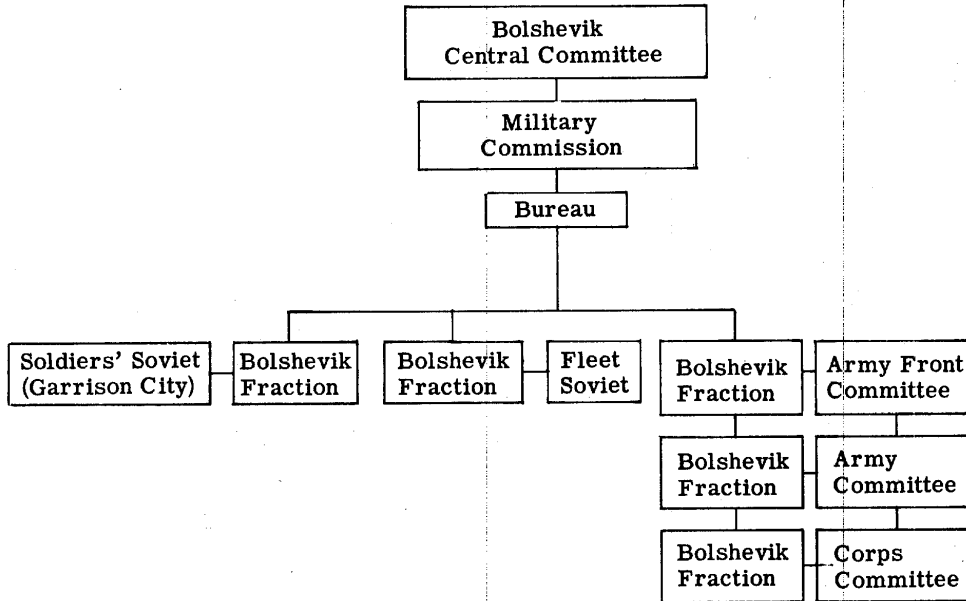 Bolshevik
Central Committee
Military
Commission
Bureau
Soldiers' Soviet
(Garrison City)
Bolshevik
Fraction
Bolshevik
Fraction
Fleet
Soviet
Bolshevik
Fraction
Army Front
Committee
Bolshevik
Fraction
Army
Committee
Bolshevik
Fraction
Corps
Committee